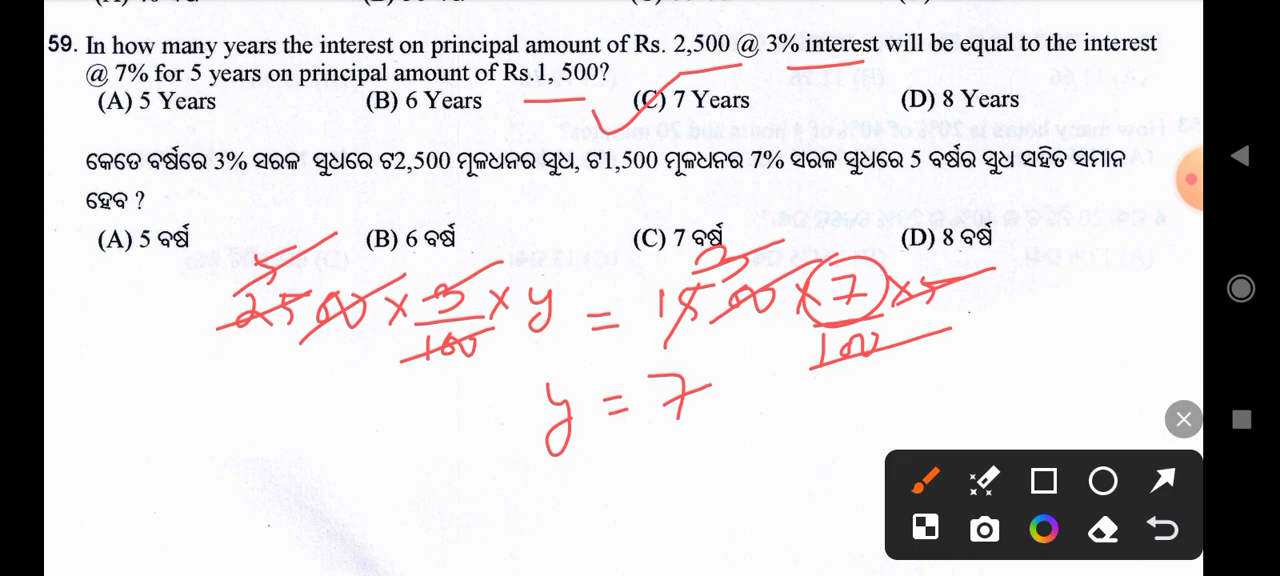 59. In how many years the interest on principal amount of Rs. 2,500 @ 3% interest will be equal to the interest
@ 7% for 5 years on principal amount of Rs.1, 500?
(A) 5 Years (B) 6 Years (C) 7 Years (D) 8 Years
କେତେ ବର୍ଷରେ 3% ସରଳ ସୁଧରେ ଟ2,500 ମୂଳଧନର ସୁଧ, ଟ1,500 ମୂଳଧନର 7% ସରଳ ସୁଧରେ 5 ବର୍ଷର ସୁଧ ସହିତ ସମାନ
ହେବ ?
(A) 5 ବର୍ଷ (B) 6 ବର୍ଷ (C) 7 ବର୍ଷ (D) 8 ବର୍ଷ
5 3
2500 × 3 × y = 1500 × 7 × 5
100 100
y = 7